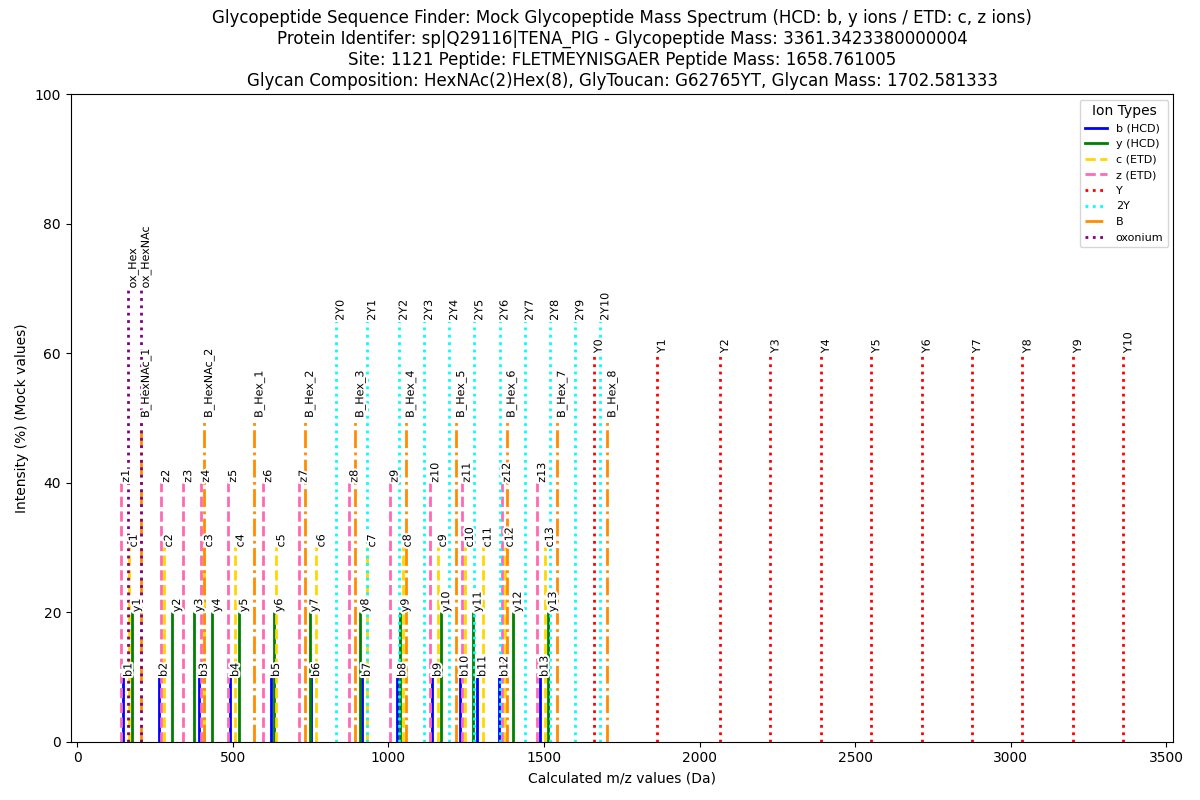 Glycopeptide Sequence Finder: Mock Glycopeptide Mass Spectrum (HCD: b, y ions / ETD: c, z ions)
Protein Identifer: sp|Q29116|TENA_PIG - Glycopeptide Mass: 3361.3423380000004
Site: 1121 Peptide: FLETMEYNISGAER Peptide Mass: 1658.761005
Glycan Composition: HexNAc(2)Hex(8), GlyToucan: G62765YT, Glycan Mass: 1702.581333
Intensity (%) (Mock values)
100
80
60
40
20
0
Ion Types
b (HCD)
y (HCD)
c (ETD)
z (ETD)
Y
2Y
B
oxonium
ox_Hex
ox_HexNAc
2Y0
2Y1
2Y2
2Y3
2Y4
2Y5
2Y6
2Y7
2Y8
2Y9
2Y10
Y0
Y1
Y2
Y3
Y4
Y5
Y6
Y7
Y8
Y9
Y10
B_HexNAc_1
B_HexNAc_2
B_Hex_1
B_Hex_2
B_Hex_3
B_Hex_4
B_Hex_5
B_Hex_6
B_Hex_7
B_Hex_8
z1
z2
z3
z4
z5
z6
z7
z8
z9
z10
z11
z12
z13
c1
c2
c3
c4
c5
c6
c7
c8
c9
c10
c11
c12
c13
y1
y2
y3
y4
y5
y6
y7
y8
y9
y10
y11
y12
y13
b1
b2
b3
b4
b5
b6
b7
b8
b9
b10
b11
b12
b13
0
500
1000
1500
2000
2500
3000
3500
Calculated m/z values (Da)